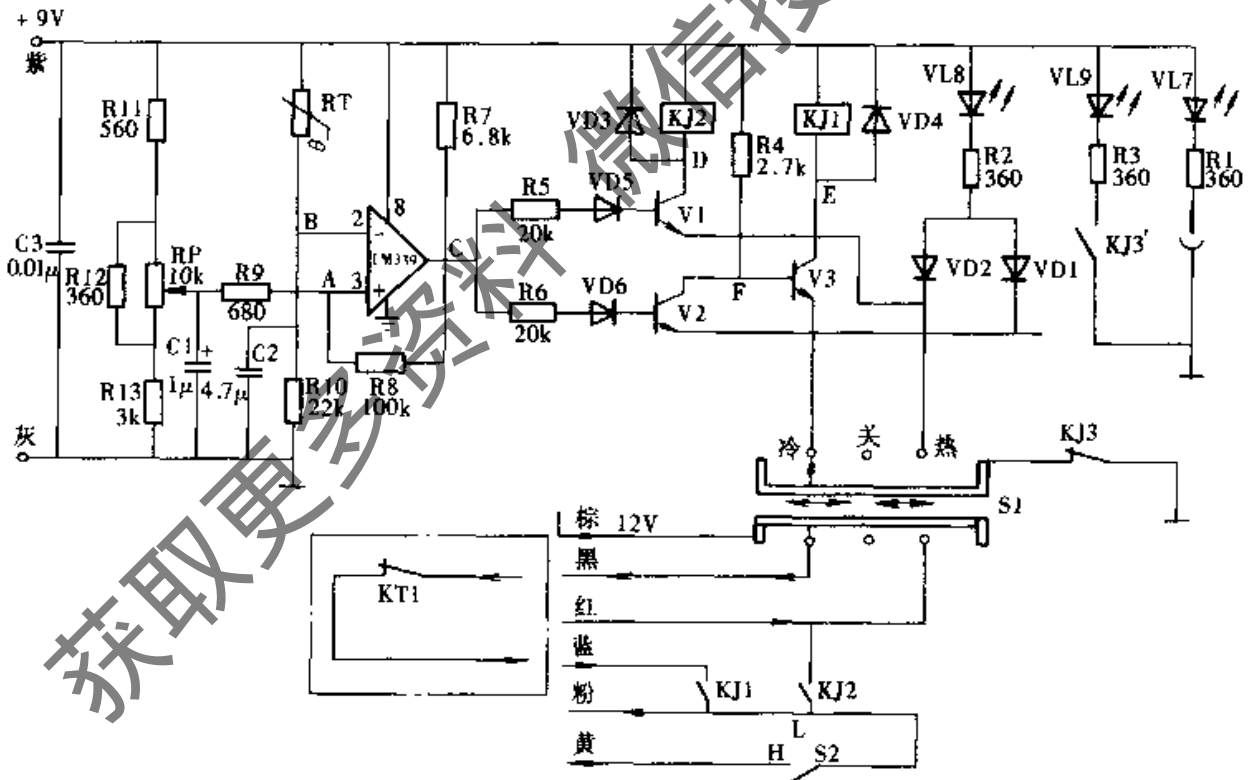 + 9V
紫
R11
560
RT
θ
R7
6.8k
VD3
KJ2
R4
2.7k
KJ1
VD4
VL8
R2
360
VL9
R3
360
VL7
R1
360
C3
0.01μ
R12
360
RP
10k
R9
680
B
2
8
A
3
C
R5
20k
VD5
D
V1
R6
20k
VD6
V2
F
E
V3
VD2
VD1
KJ3'
C1
+
1μ
C2
4.7μ
R13
3k
R10
22k
R8
100k
灰
冷
关
热
KJ3
S1
棕
12V
黑
KT1
红
蓝
粉
KJ1
KJ2
L
黄
H
S2
获取更多资料 微信搜